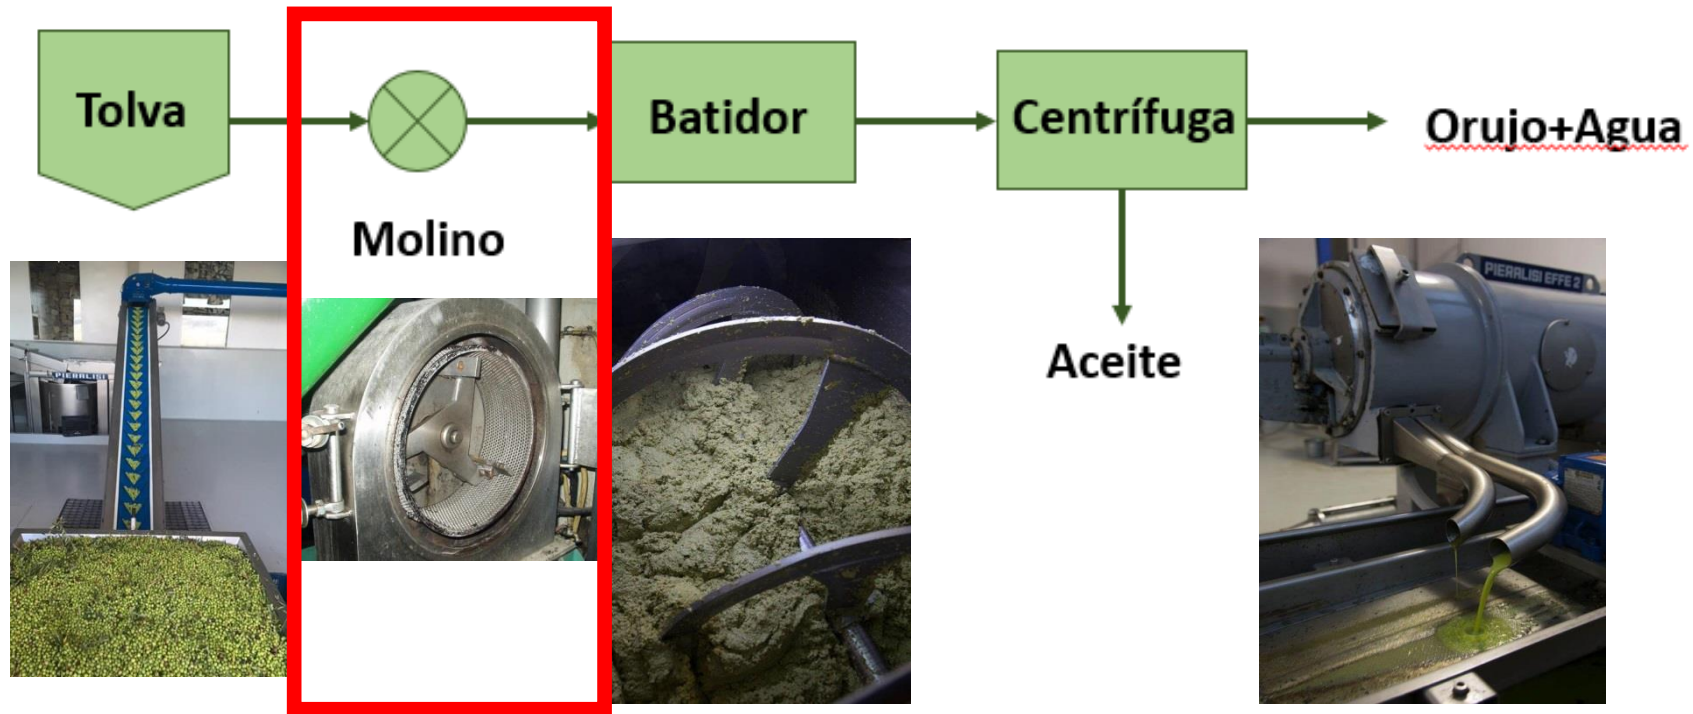 Tolva
Molino
Batidor
Centrífuga
Orujo+Agua
Aceite
PIERALISI
PIERALISI EFFE 2